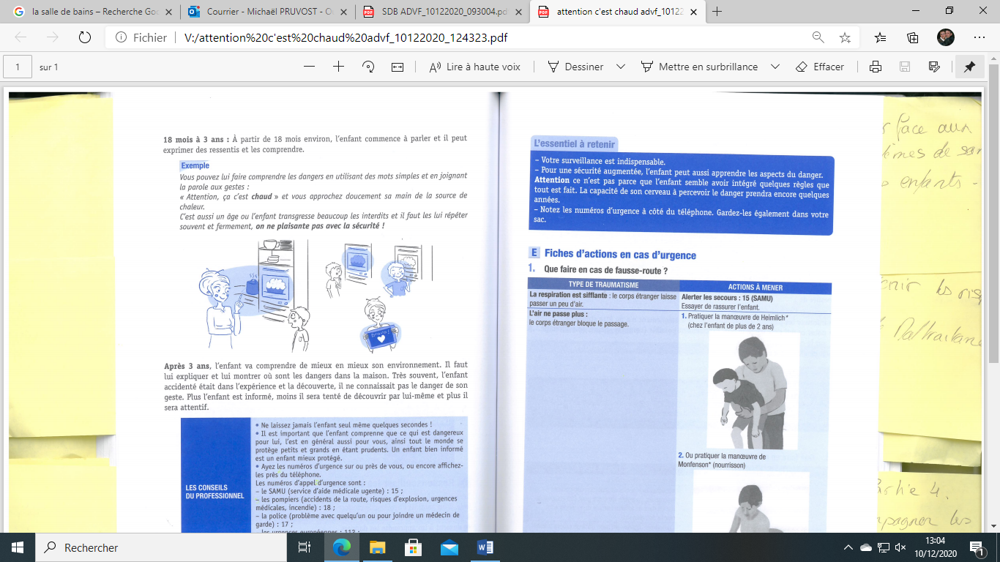 la salle de bains – Recherche Goo
Courrier - Michaël PRUVOST - O
SDB ADVF_10122020_093004.pd
attention c'est chaud advf_10122
Fichier
V:/attention%20c'est%20chaud%20advf_10122020_124323.pdf
1
sur 1
Lire à haute voix
Dessiner
Mettre en surbrillance
Effacer
18 mois à 3 ans : À partir de 18 mois environ, l'enfant commence à parler et il peut
exprimer des ressentis et les comprendre.
Exemple
Vous pouvez lui faire comprendre les dangers en utilisant des mots simples et en joignant
la parole aux gestes :
« Attention, ça c'est chaud » et vous approchez doucement sa main de la source de
chaleur.
C'est aussi un âge ou l'enfant transgresse beaucoup les interdits et il faut les lui répéter
souvent et fermement, on ne plaisante pas avec la sécurité !
Bravo !
Après 3 ans, l'enfant va comprendre de mieux en mieux son environnement. Il faut
lui expliquer et lui montrer où sont les dangers dans la maison. Très souvent, l'enfant
accidenté était dans l'expérience et la découverte, il ne connaissait pas le danger de son
geste. Plus l'enfant est informé, moins il sera tenté de découvrir par lui-même et plus il
sera attentif.
LES CONSEILS
DU PROFESSIONNEL
• Ne laissez jamais l'enfant seul même quelques secondes !
• Il est important que l'enfant comprenne que ce qui est dangereux
pour lui, l'est en général aussi pour vous, ainsi tout le monde se
protège petits et grands en étant prudents. Un enfant bien informé
est un enfant mieux protégé.
• Ayez les numéros d'urgence sur ou près de vous, ou encore affichez-
les près du téléphone.
Les numéros d'appel d'urgence sont :
– le SAMU (service d'aide médicale ugente) : 15 ;
– les pompiers (accidents de la route, risques d'explosion, urgences
médicales, incendie) : 18 ;
– la police (problème avec quelqu'un ou pour joindre un médecin de
garde) : 17 ;
– les urgences européennes : 112 ;
L'essentiel à retenir
– Votre surveillance est indispensable.
– Pour une sécurité augmentée, l'enfant peut aussi apprendre les aspects du danger.
Attention ce n'est pas parce que l'enfant semble avoir intégré quelques règles que
tout est fait. La capacité de son cerveau à percevoir le danger prendra encore quelques
années.
– Notez les numéros d'urgence à côté du téléphone. Gardez-les également dans votre
sac.
E Fiches d'actions en cas d'urgence
1. Que faire en cas de fausse-route ?
TYPE DE TRAUMATISME
ACTIONS À MENER
La respiration est sifflante : le corps étranger laisse
passer un peu d'air.
Alerter les secours : 15 (SAMU)
Essayer de rassurer l'enfant.
L'air ne passe plus :
le corps étranger bloque le passage.
1. Pratiquer la manœuvre de Heimlich*
(chez l'enfant de plus de 2 ans)
2. Ou pratiquer la manœuvre de
Monfenson* (nourrisson)
face aux
enfants -
les
Maltraitance
4.
les
Rechercher
13:04
10/12/2020
1